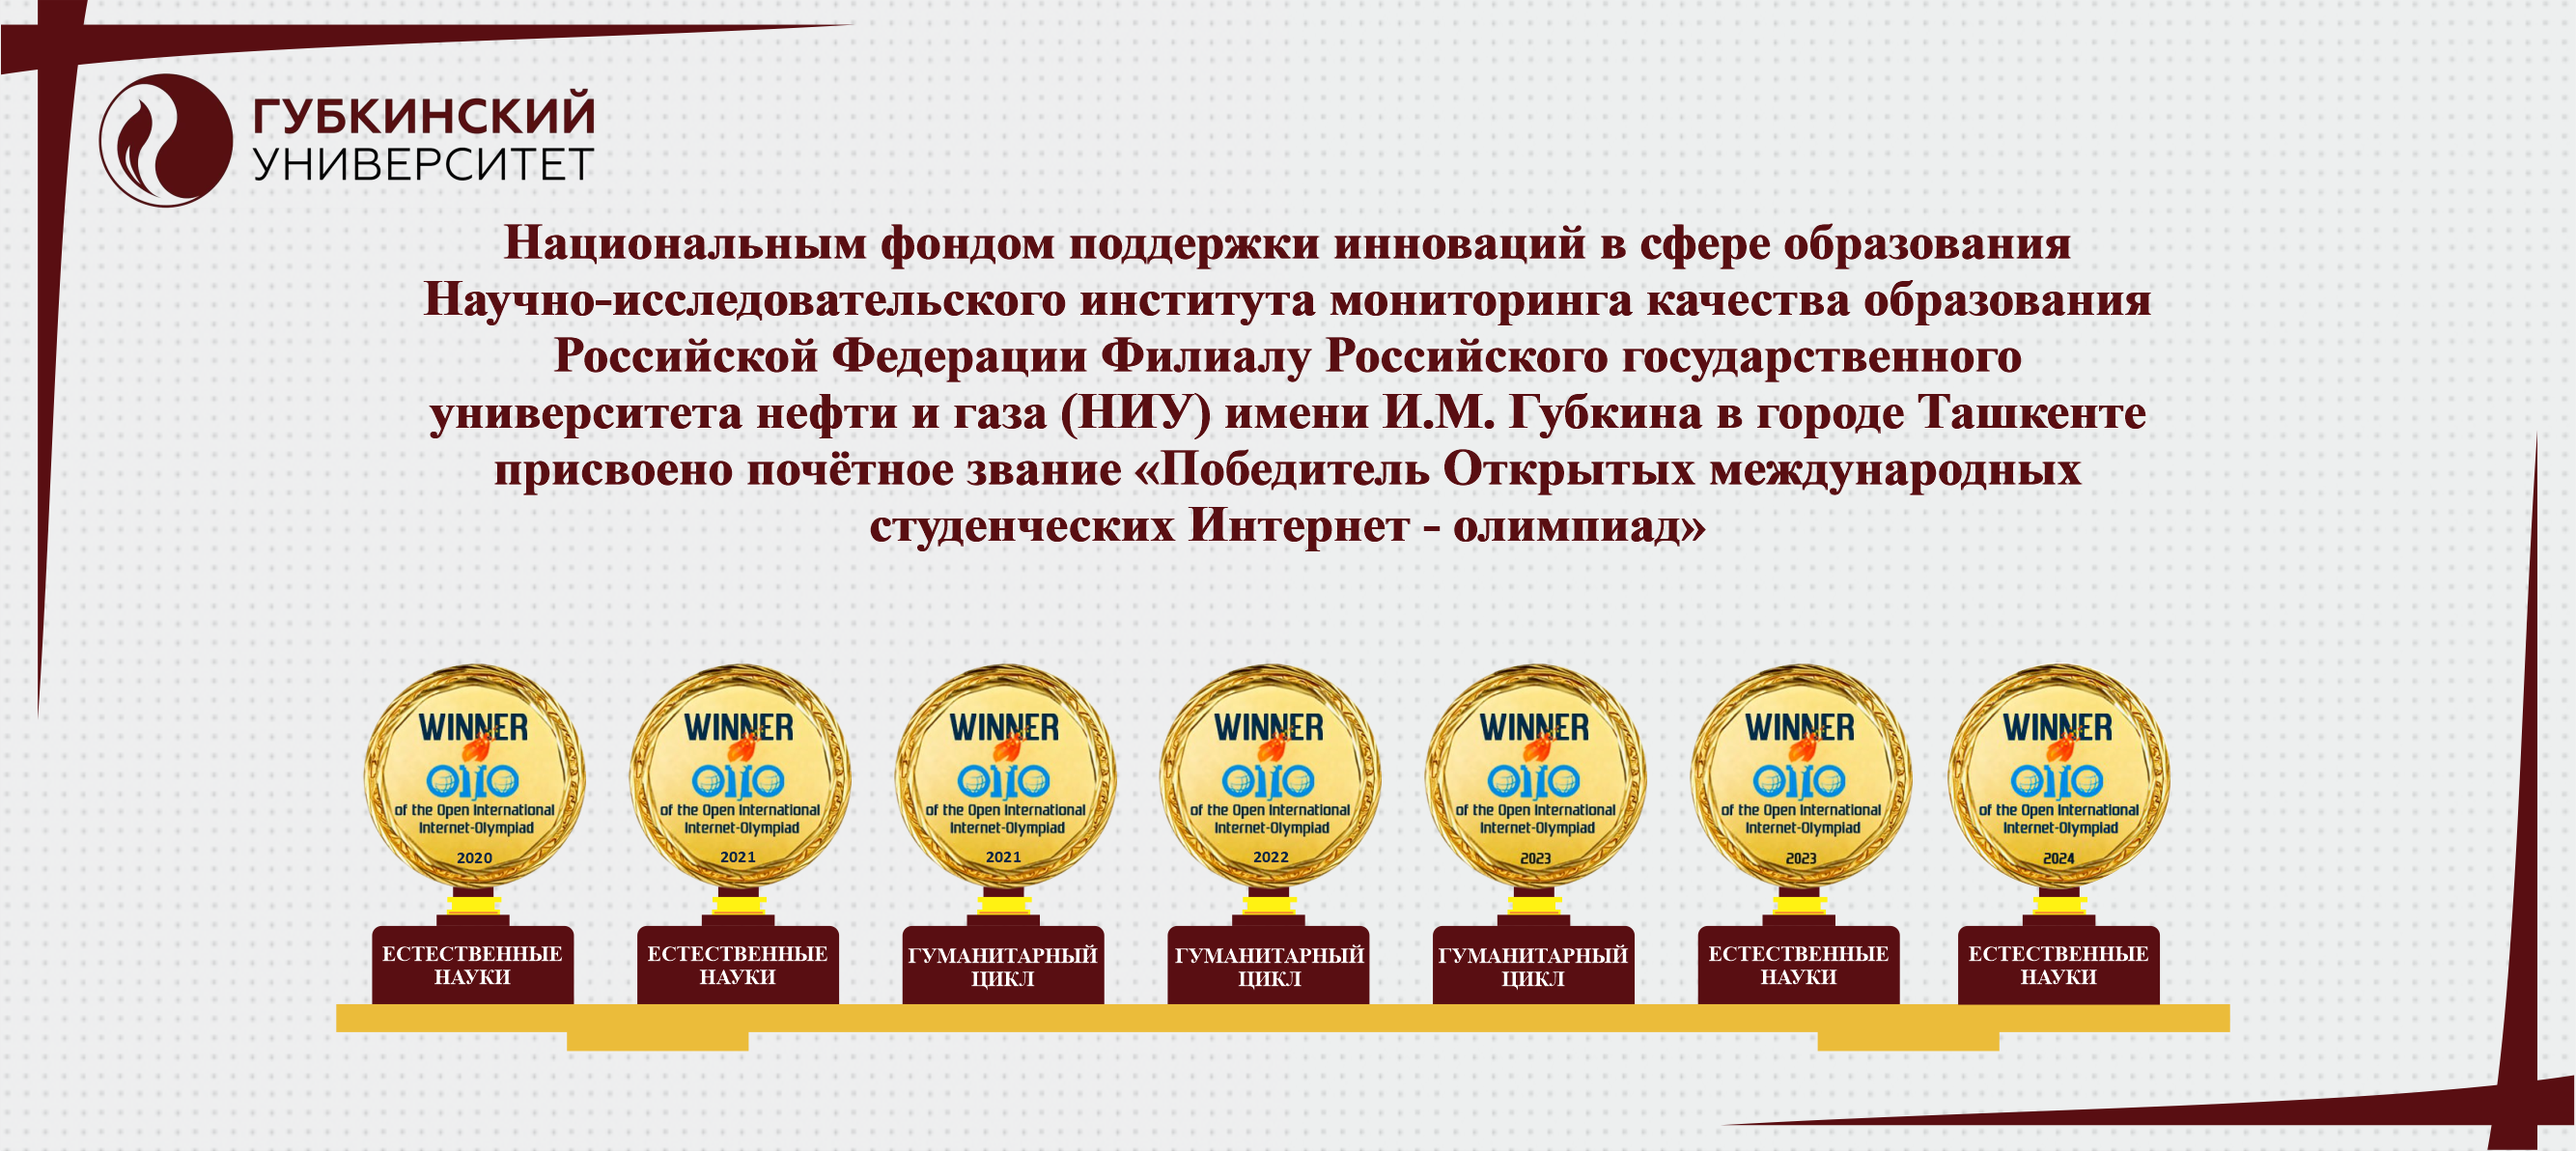 ГУБКИНСКИЙ
УНИВЕРСИТЕТ
Национальным фондом поддержки инноваций в сфере образования
Научно-исследовательского института мониторинга качества образования
Российской Федерации Филиалу Российского государственного
университета нефти и газа (НИУ) имени И.М. Губкина в городе Ташкенте
присвоено почётное звание «Победитель Открытых международных
студенческих Интернет - олимпиад»
WINNER
of the Open International
Internet-Olympiad
2020
ЕСТЕСТВЕННЫЕ
НАУКИ
WINNER
of the Open International
Internet-Olympiad
2021
ЕСТЕСТВЕННЫЕ
НАУКИ
WINNER
of the Open International
Internet-Olympiad
2021
ГУМАНИТАРНЫЙ
ЦИКЛ
WINNER
of the Open International
Internet-Olympiad
2022
ГУМАНИТАРНЫЙ
ЦИКЛ
WINNER
of the Open International
Internet-Olympiad
2023
ГУМАНИТАРНЫЙ
ЦИКЛ
WINNER
of the Open International
Internet-Olympiad
2023
ЕСТЕСТВЕННЫЕ
НАУКИ
WINNER
of the Open International
Internet-Olympiad
2024
ЕСТЕСТВЕННЫЕ
НАУКИ